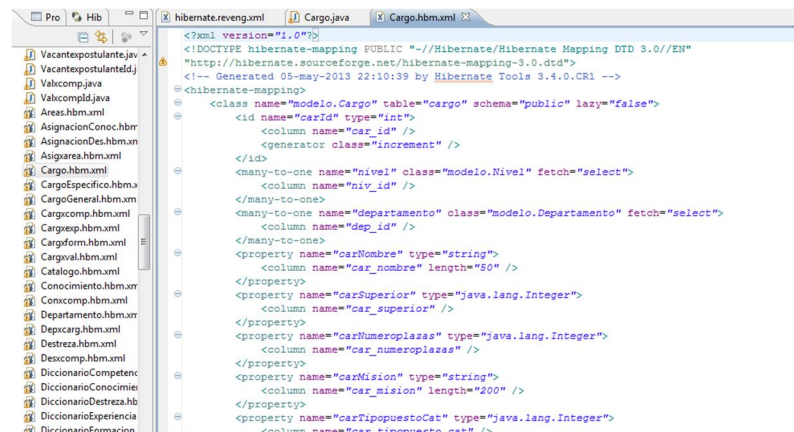 Pro Hib
hibernate.reveng.xml Cargo.java Cargo.hbm.xml
Vacantexpostulante.jav
VacantexpostulanteId.j
Valxcomp.java
ValxcompId.java
Areas.hbm.xml
AsignacionConoc.hbm
AsignacionDes.hbm.xn
Asigxarea.hbm.xml
Cargo.hbm.xml
CargoEspecifico.hbm.x
CargoGeneral.hbm.xm
Cargxcomp.hbm.xml
Cargxexp.hbm.xml
Cargxform.hbm.xml
Cargxval.hbm.xml
Catalogo.hbm.xml
Conocimiento.hbm.xm
Conxcomp.hbm.xml
Departamento.hbm.xm
Depxcarg.hbm.xml
Destreza.hbm.xml
Desxcomp.hbm.xml
DiccionarioCompetenc
DiccionarioConocimie
DiccionarioDestreza.hb
DiccionarioExperiencia
DiccionarioFormacion
<?xml version="1.0"?>
<!DOCTYPE hibernate-mapping PUBLIC "-//Hibernate/Hibernate Mapping DTD 3.0//EN"
"http://hibernate.sourceforge.net/hibernate-mapping-3.0.dtd">
<!-- Generated 05-may-2013 22:10:39 by Hibernate Tools 3.4.0.CR1 -->
<hibernate-mapping>
<class name="modelo.Cargo" table="cargo" schema="public" lazy="false">
<id name="carId" type="int">
<column name="car_id" />
<generator class="increment" />
</id>
<many-to-one name="nivel" class="modelo.Nivel" fetch="select">
<column name="niv_id" />
</many-to-one>
<many-to-one name="departamento" class="modelo.Departamento" fetch="select">
<column name="dep_id" />
</many-to-one>
<property name="carNombre" type="string">
<column name="car_nombre" length="50" />
</property>
<property name="carSuperior" type="java.lang.Integer">
<column name="car_superior" />
</property>
<property name="carNumeroplazas" type="java.lang.Integer">
<column name="car_numeroplazas" />
</property>
<property name="carMision" type="string">
<column name="car_mision" length="200" />
</property>
<property name="carTipopuestoCat" type="java.lang.Integer">
<column name="car_tipopuesto_cat" />